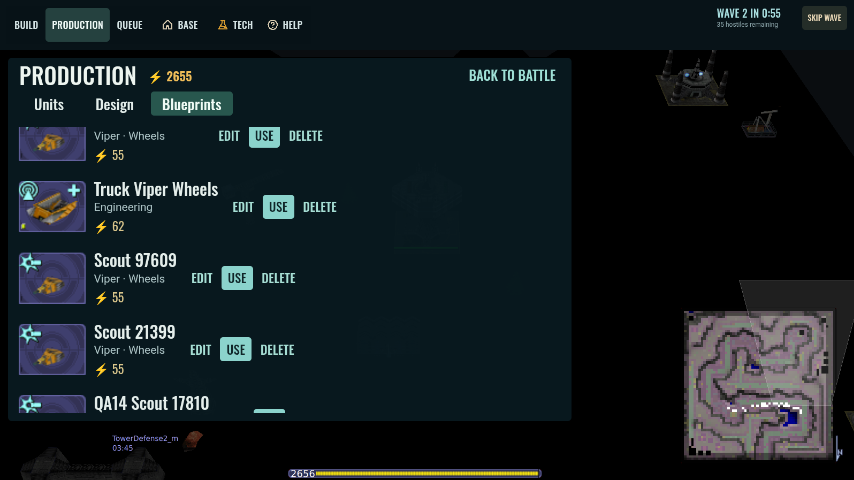 BUILD PRODUCTION QUEUE BASE TECH HELP
WAVE 2 IN 0:55
35 hostiles remaining
SKIP WAVE
PRODUCTION 2655
BACK TO BATTLE
Units Design Blueprints
Viper · Wheels EDIT USE DELETE
55
Truck Viper Wheels
Engineering EDIT USE DELETE
62
Scout 97609
Viper · Wheels EDIT USE DELETE
55
Scout 21399
Viper · Wheels EDIT USE DELETE
55
QA14 Scout 17810
TowerDefense2_m
03:45
2656
N